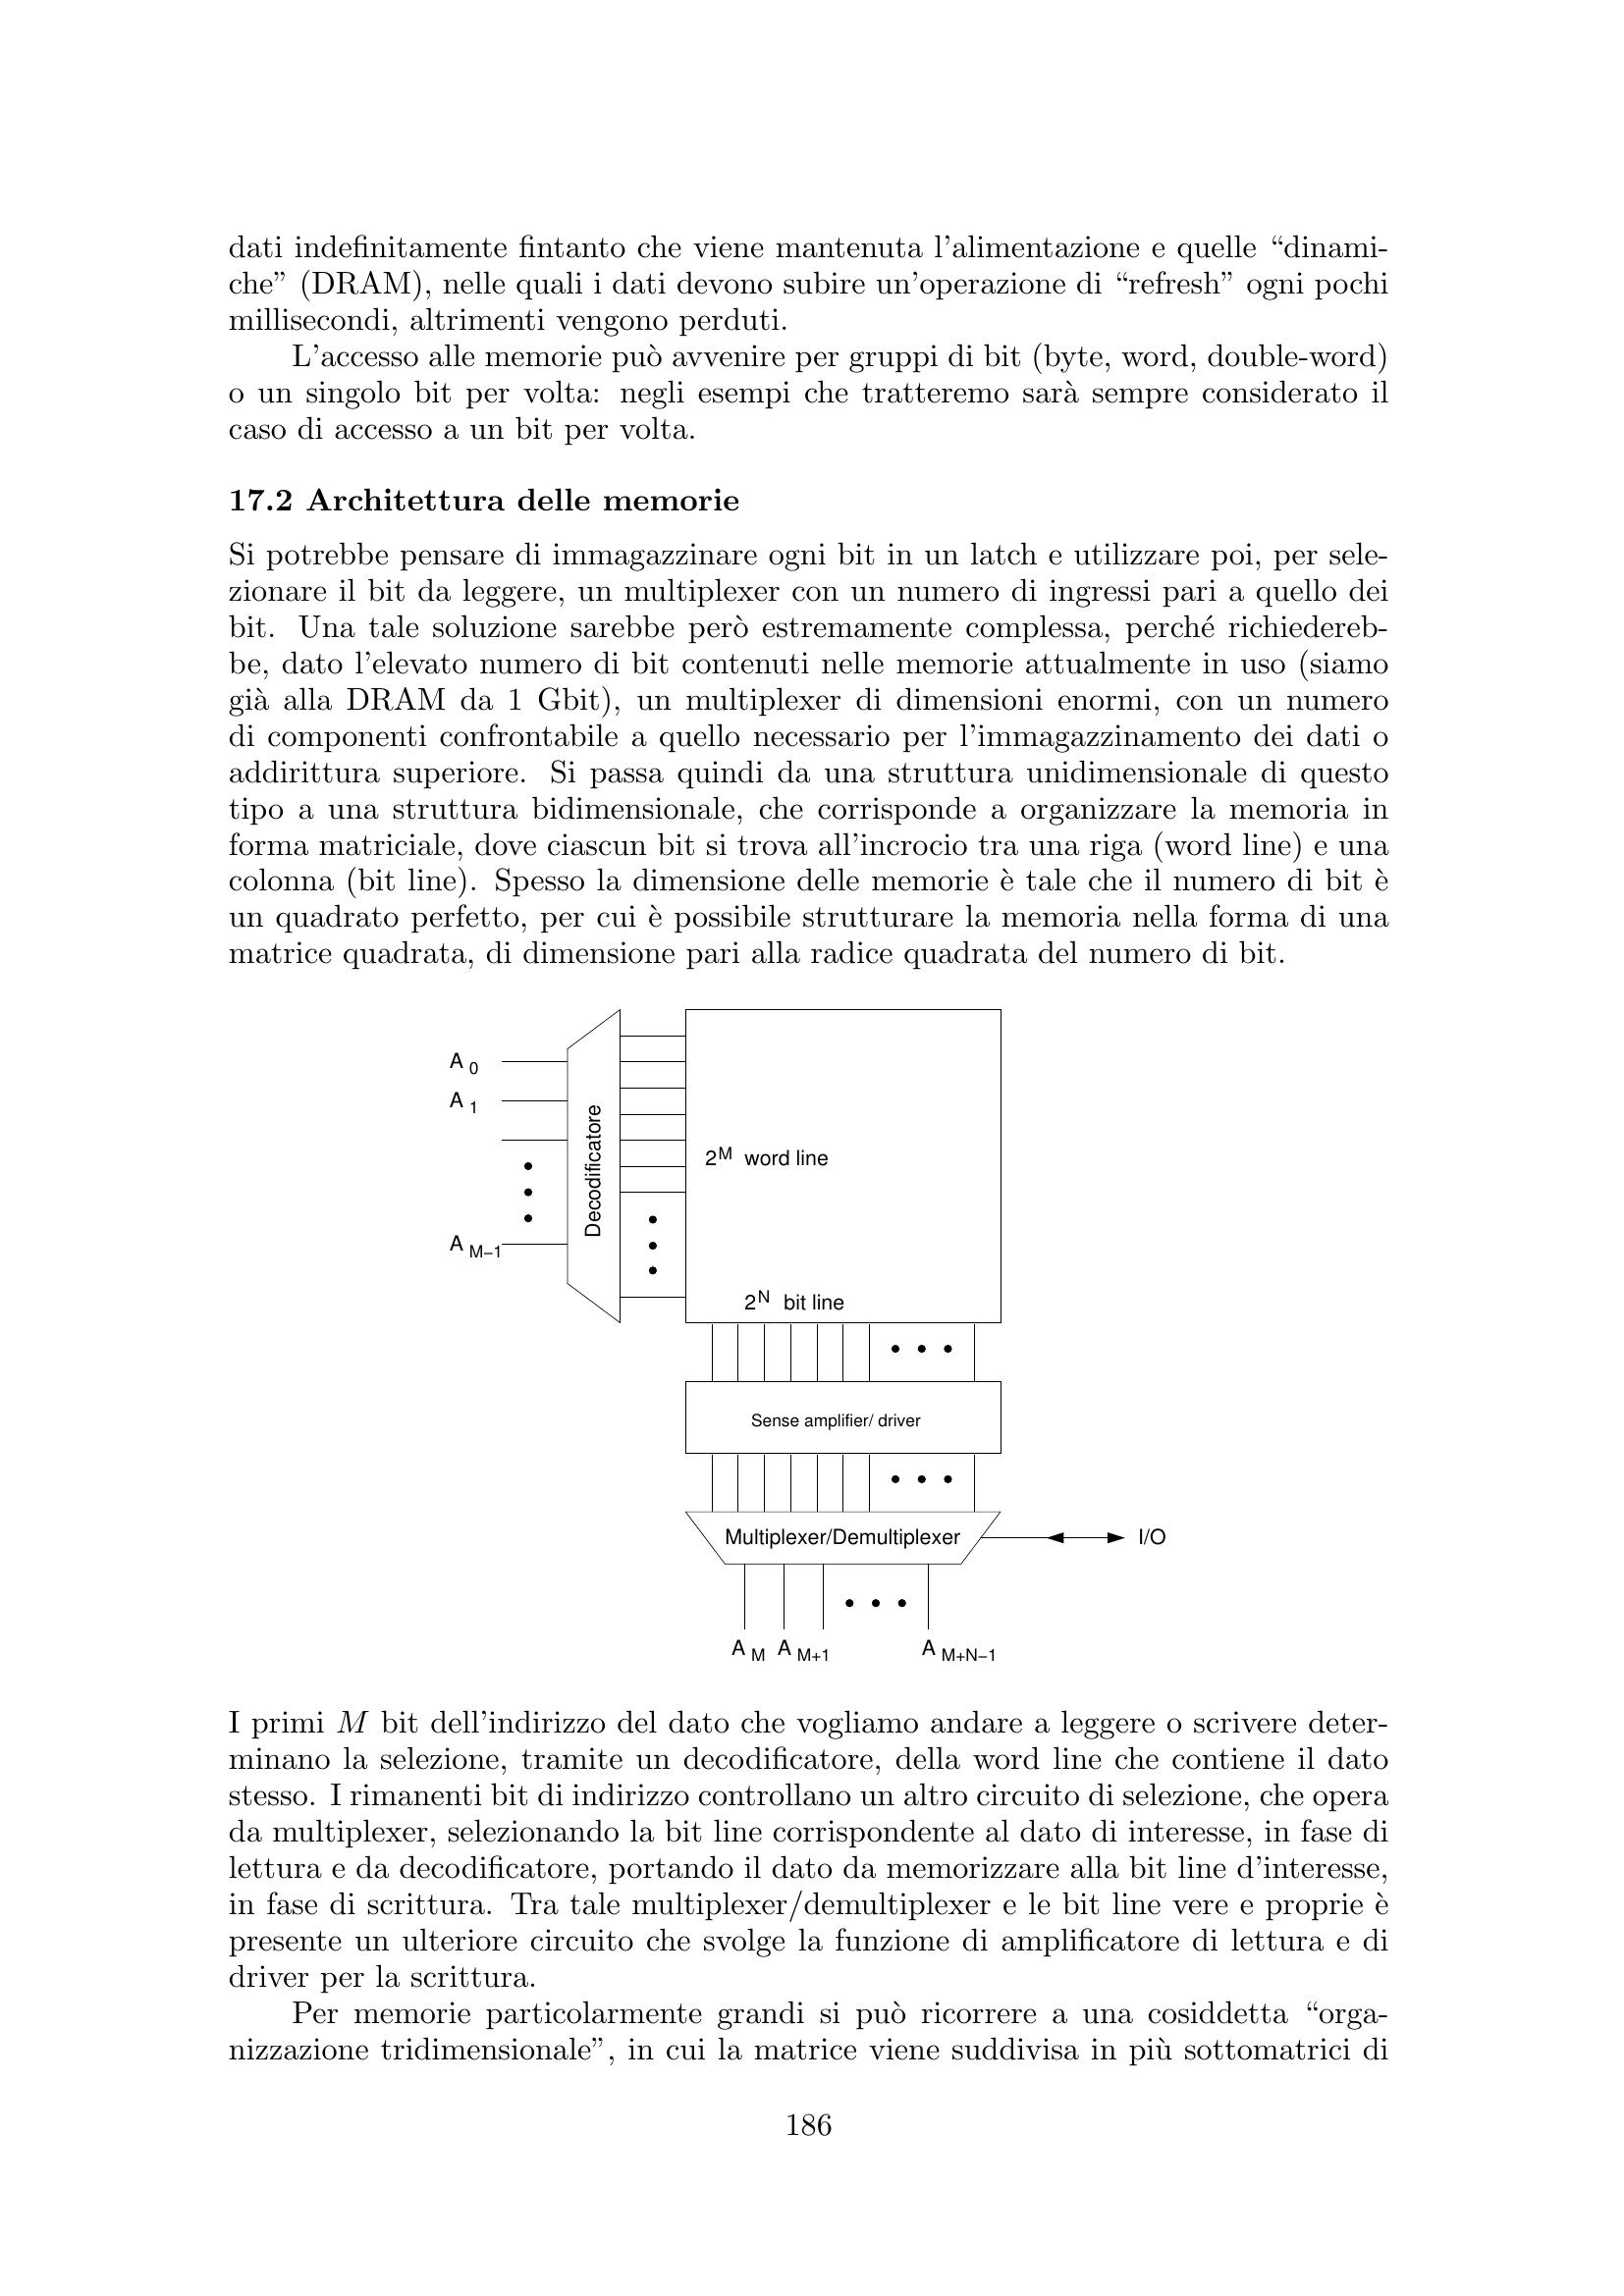 dati indefinitamente fintanto che viene mantenuta l'alimentazione e quelle “dinami-
che” (DRAM), nelle quali i dati devono subire un'operazione di “refresh” ogni pochi
millisecondi, altrimenti vengono perduti.
L'accesso alle memorie può avvenire per gruppi di bit (byte, word, double-word)
o un singolo bit per volta: negli esempi che tratteremo sarà sempre considerato il
caso di accesso a un bit per volta.
17.2 Architettura delle memorie
Si potrebbe pensare di immagazzinare ogni bit in un latch e utilizzare poi, per sele-
zionare il bit da leggere, un multiplexer con un numero di ingressi pari a quello dei
bit. Una tale soluzione sarebbe però estremamente complessa, perché richiedereb-
be, dato l'elevato numero di bit contenuti nelle memorie attualmente in uso (siamo
già alla DRAM da 1 Gbit), un multiplexer di dimensioni enormi, con un numero
di componenti confrontabile a quello necessario per l'immagazzinamento dei dati o
addirittura superiore. Si passa quindi da una struttura unidimensionale di questo
tipo a una struttura bidimensionale, che corrisponde a organizzare la memoria in
forma matriciale, dove ciascun bit si trova all'incrocio tra una riga (word line) e una
colonna (bit line). Spesso la dimensione delle memorie è tale che il numero di bit è
un quadrato perfetto, per cui è possibile strutturare la memoria nella forma di una
matrice quadrata, di dimensione pari alla radice quadrata del numero di bit.
A 0
A 1
A M−1
Decodificatore
2^M word line
2^N bit line
Sense amplifier/ driver
Multiplexer/Demultiplexer
I/O
A M A M+1 A M+N−1
I primi M bit dell'indirizzo del dato che vogliamo andare a leggere o scrivere deter-
minano la selezione, tramite un decodificatore, della word line che contiene il dato
stesso. I rimanenti bit di indirizzo controllano un altro circuito di selezione, che opera
da multiplexer, selezionando la bit line corrispondente al dato di interesse, in fase di
lettura e da decodificatore, portando il dato da memorizzare alla bit line d'interesse,
in fase di scrittura. Tra tale multiplexer/demultiplexer e le bit line vere e proprie è
presente un ulteriore circuito che svolge la funzione di amplificatore di lettura e di
driver per la scrittura.
Per memorie particolarmente grandi si può ricorrere a una cosiddetta “orga-
nizzazione tridimensionale”, in cui la matrice viene suddivisa in più sottomatrici di
186